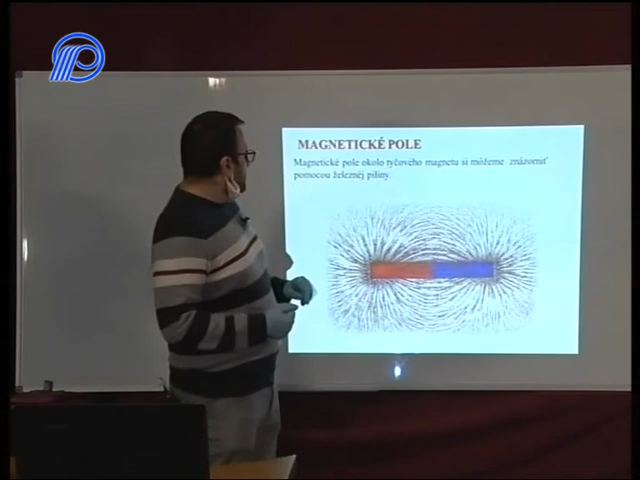 MAGNETICKÉ POLE
Magnetické pole okolo tyčového magnetu si môžeme znázorniť
pomocou železnej piliny.